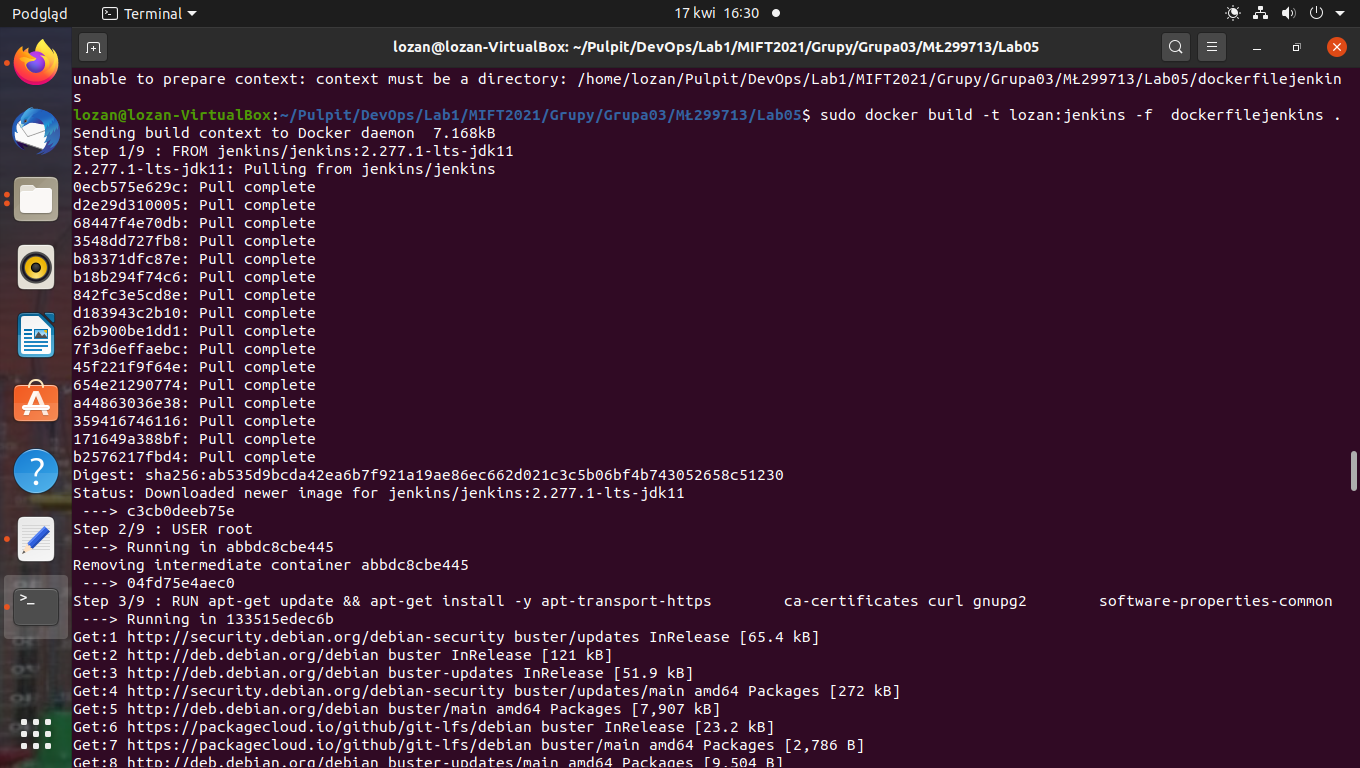 Podgląd
Terminal
17 kwi 16:30
lozan@lozan-VirtualBox: ~/Pulpit/DevOps/Lab1/MIFT2021/Grupy/Grupa03/MŁ299713/Lab05
unable to prepare context: context must be a directory: /home/lozan/Pulpit/DevOps/Lab1/MIFT2021/Grupy/Grupa03/MŁ299713/Lab05/dockerfilejenkin
s
lozan@lozan-VirtualBox:~/Pulpit/DevOps/Lab1/MIFT2021/Grupy/Grupa03/MŁ299713/Lab05$ sudo docker build -t lozan:jenkins -f  dockerfilejenkins .
Sending build context to Docker daemon  7.168kB
Step 1/9 : FROM jenkins/jenkins:2.277.1-lts-jdk11
2.277.1-lts-jdk11: Pulling from jenkins/jenkins
0ecb575e629c: Pull complete
d2e29d310005: Pull complete
68447f4e70db: Pull complete
3548dd727fb8: Pull complete
b83371dfc87e: Pull complete
b18b294f74c6: Pull complete
842fc3e5cd8e: Pull complete
d183943c2b10: Pull complete
62b900be1dd1: Pull complete
7f3d6effaebc: Pull complete
45f221f9f64e: Pull complete
654e21290774: Pull complete
a44863036e38: Pull complete
359416746116: Pull complete
171649a388bf: Pull complete
b2576217fbd4: Pull complete
Digest: sha256:ab535d9bcda42ea6b7f921a19ae86ec662d021c3c5b06bf4b743052658c51230
Status: Downloaded newer image for jenkins/jenkins:2.277.1-lts-jdk11
 ---> c3cb0deeb75e
Step 2/9 : USER root
 ---> Running in abbdc8cbe445
Removing intermediate container abbdc8cbe445
 ---> 04fd75e4aec0
Step 3/9 : RUN apt-get update && apt-get install -y apt-transport-https        ca-certificates curl gnupg2        software-properties-common
 ---> Running in 133515edec6b
Get:1 http://security.debian.org/debian-security buster/updates InRelease [65.4 kB]
Get:2 http://deb.debian.org/debian buster InRelease [121 kB]
Get:3 http://deb.debian.org/debian buster-updates InRelease [51.9 kB]
Get:4 http://security.debian.org/debian-security buster/updates/main amd64 Packages [272 kB]
Get:5 http://deb.debian.org/debian buster/main amd64 Packages [7,907 kB]
Get:6 https://packagecloud.io/github/git-lfs/debian buster InRelease [23.2 kB]
Get:7 https://packagecloud.io/github/git-lfs/debian buster/main amd64 Packages [2,786 B]
Get:8 http://deb.debian.org/debian buster-updates/main amd64 Packages [9,504 B]